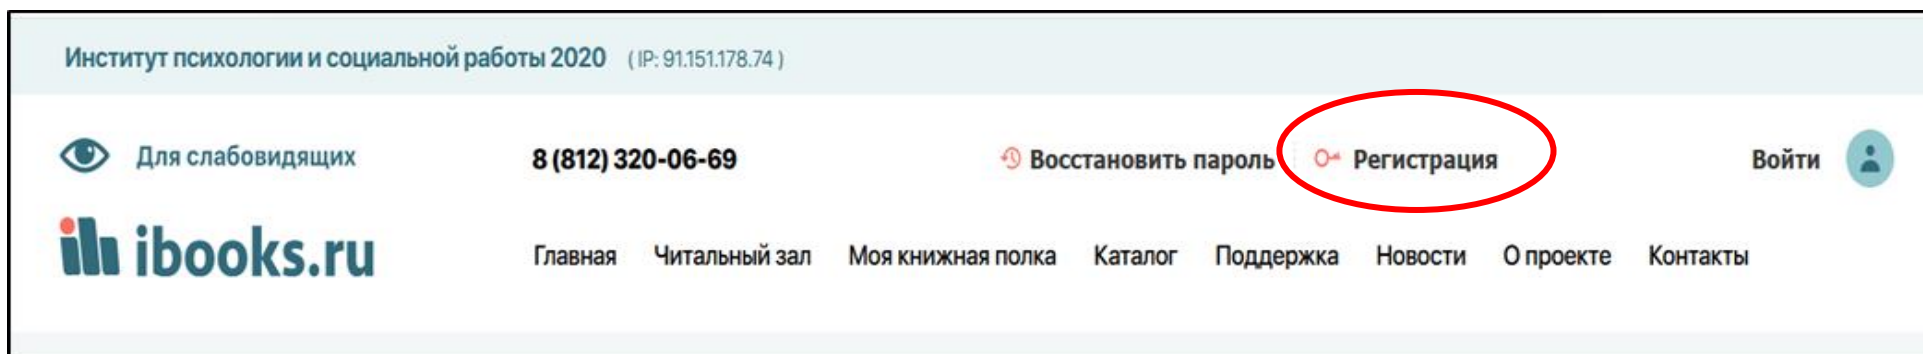 Институт психологии и социальной работы 2020 ( IP: 91.151.178.74 )
Для слабовидящих 8 (812) 320-06-69 Восстановить пароль Регистрация Войти
ibooks.ru Главная Читальный зал Моя книжная полка Каталог Поддержка Новости О проекте Контакты